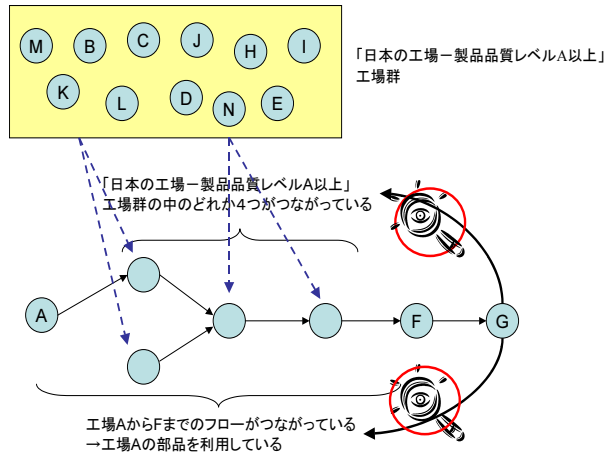 M B C J H I
K L D N E
「日本の工場－製品品質レベルA以上」
工場群
「日本の工場－製品品質レベルA以上」
工場群の中のどれか4つがつながっている
A F G
工場AからFまでのフローがつながっている
→工場Aの部品を利用している